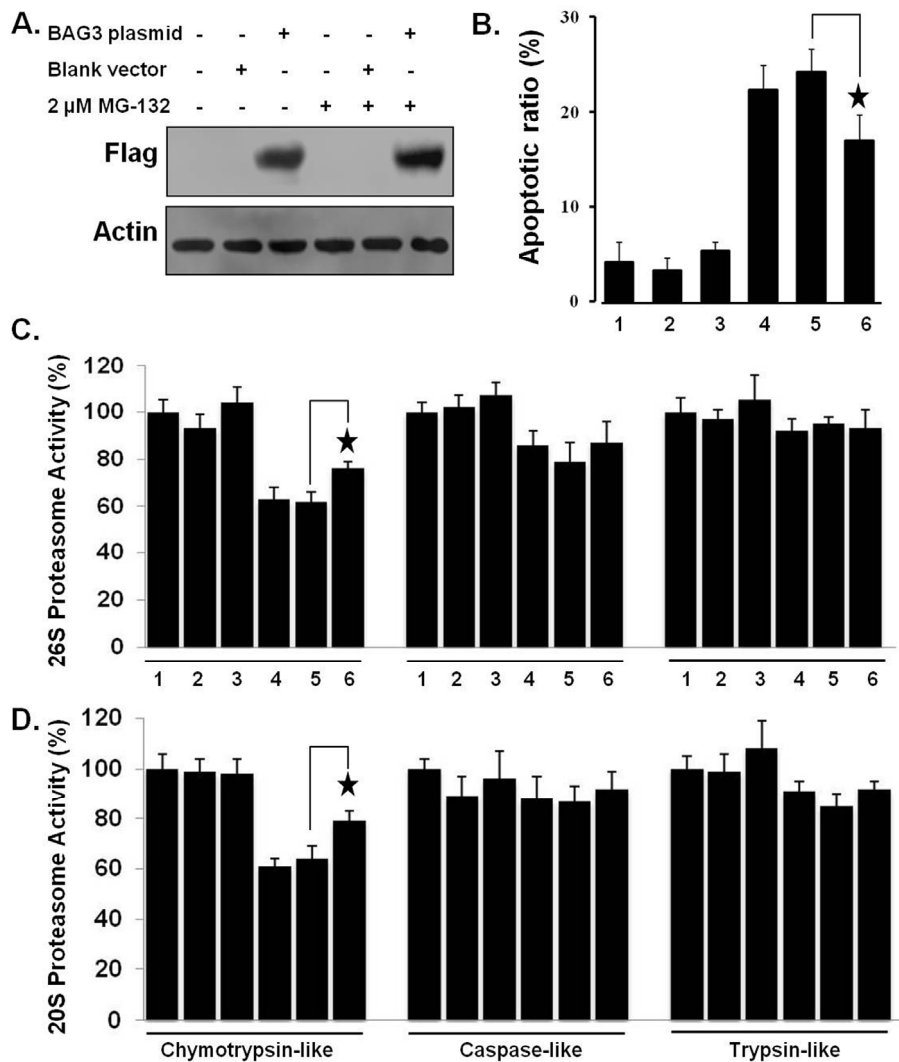 A.
BAG3 plasmid - - + - - +
Blank vector - + - - + -
2 µM MG-132 - - - + + +
Flag
Actin
B.
Apoptotic ratio (%)
30
20
10
0
1 2 3 4 5 6
C.
26S Proteasome Activity (%)
120
100
80
60
40
20
0
1 2 3 4 5 6 1 2 3 4 5 6 1 2 3 4 5 6
D.
20S Proteasome Activity (%)
120
100
80
60
40
20
0
Chymotrypsin-like Caspase-like Trypsin-like